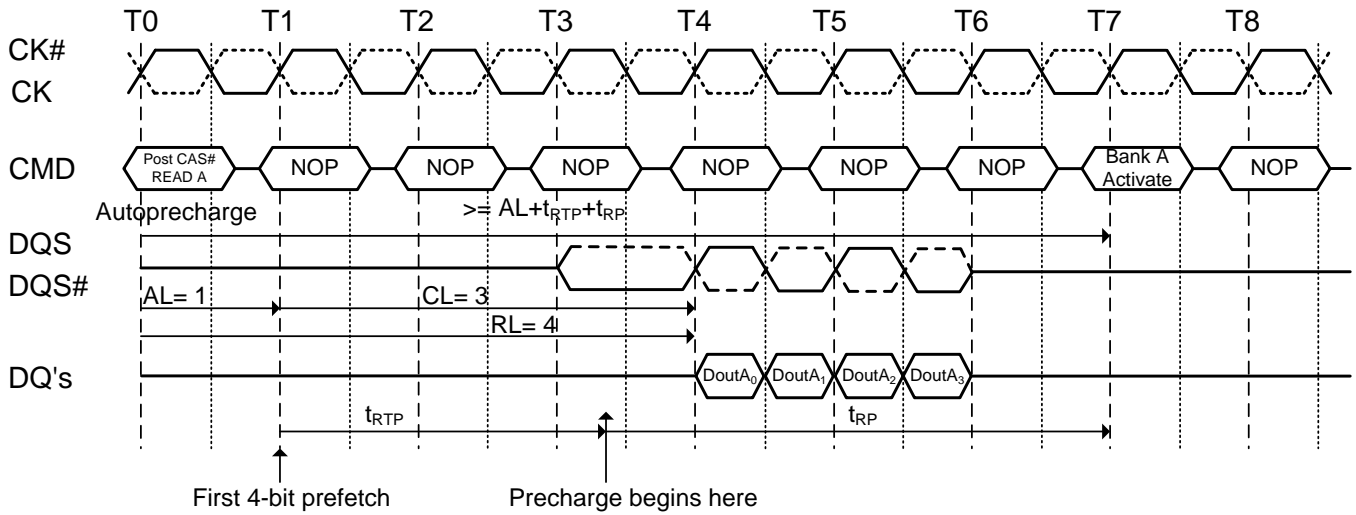 T0 T1 T2 T3 T4 T5 T6 T7 T8
CK#
CK
CMD
Post CAS#
READ A
NOP NOP NOP NOP NOP NOP
Bank A
Activate
NOP
Autoprecharge
>= AL+tRTP+tRP
DQS
DQS#
AL= 1
CL= 3
RL= 4
DQ's
DoutA0 DoutA1 DoutA2 DoutA3
tRTP
tRP
First 4-bit prefetch
Precharge begins here